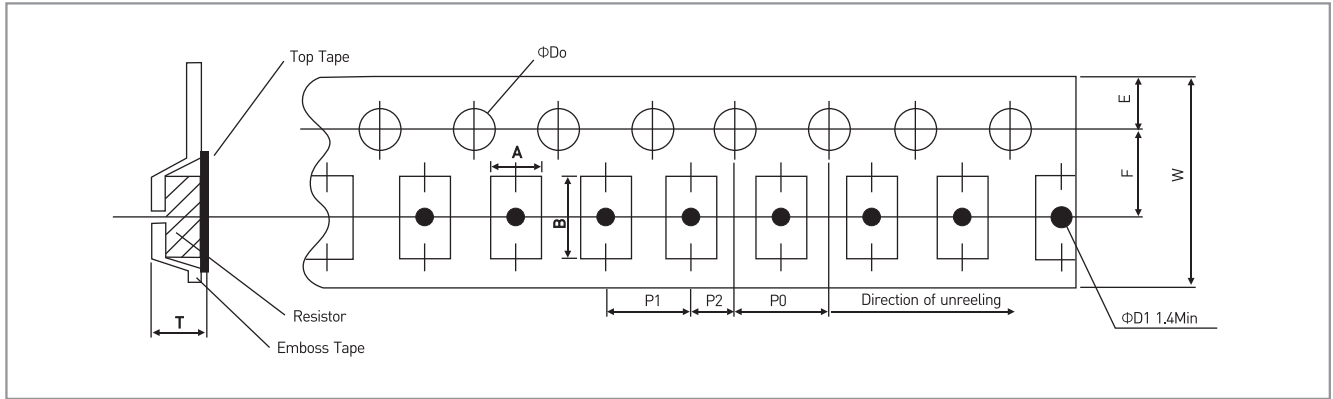 Top Tape
ΦDo
A
B
E
F
W
T
P1
P2
P0
Direction of unreeling
Resistor
Emboss Tape
ΦD1 1.4Min